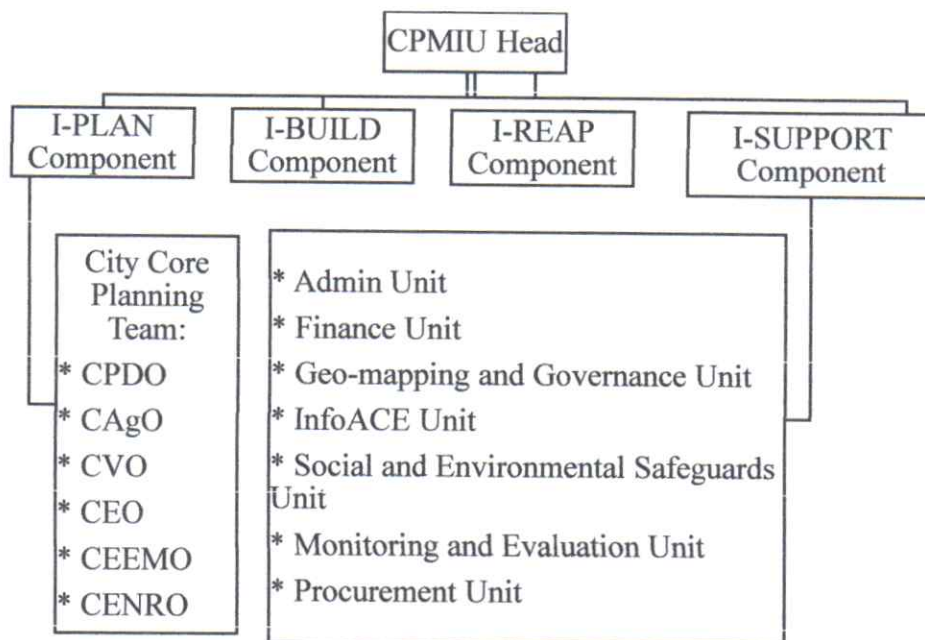 CPMIU Head
I-PLAN
Component
I-BUILD
Component
I-REAP
Component
I-SUPPORT
Component
City Core
Planning
Team:
* CPDO
* CAgO
* CVO
* CEO
* CEEMO
* CENRO
* Admin Unit
* Finance Unit
* Geo-mapping and Governance Unit
* InfoACE Unit
* Social and Environmental Safeguards
Unit
* Monitoring and Evaluation Unit
* Procurement Unit